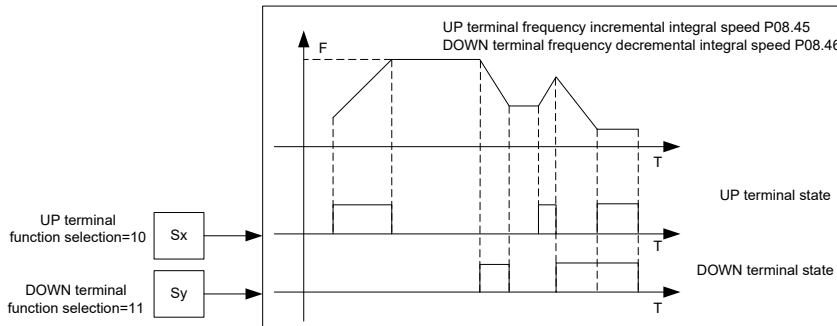 UP terminal frequency incremental integral speed P08.45
DOWN terminal frequency decremental integral speed P08.46
F
T
UP terminal state
UP terminal
function selection=10
Sx
T
DOWN terminal state
DOWN terminal
function selection=11
Sy
T